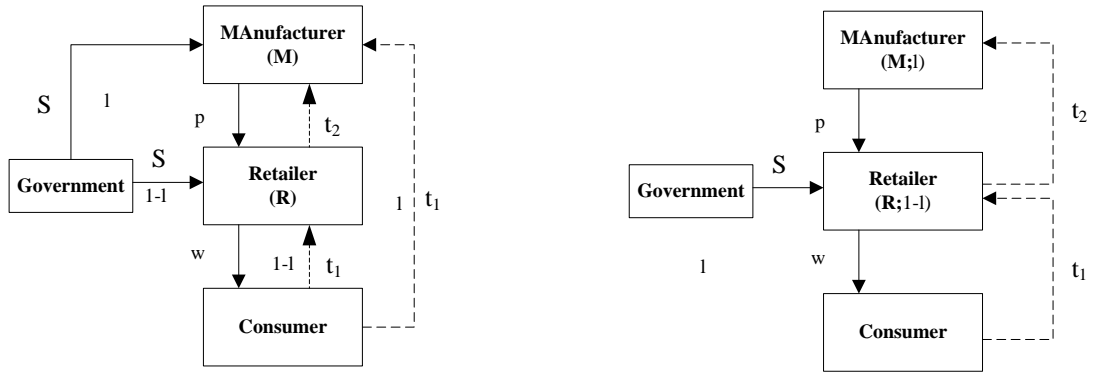 MAnufacturer
(M)
S
l
p
t2
Government
S
1-l
Retailer
(R)
l
t1
w
1-l
t1
Consumer
MAnufacturer
(M;l)
p
t2
Government
S
Retailer
(R;1-l)
l
w
t1
Consumer